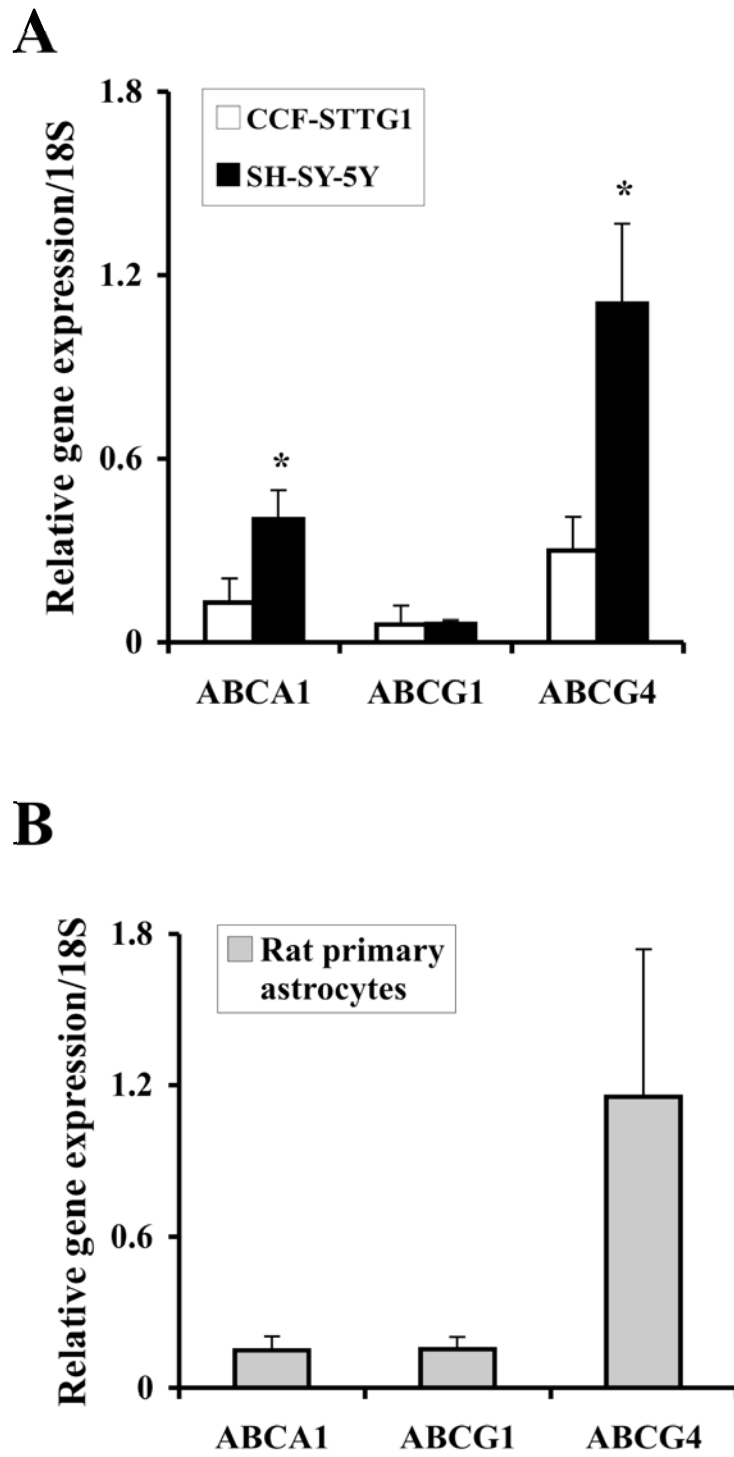 A
Relative gene expression/18S
1.8
1.2
0.6
0
CCF-STTG1
SH-SY-5Y
*
*
ABCA1 ABCG1 ABCG4
B
Relative gene expression/18S
1.8
1.2
0.6
0
Rat primary
astrocytes
ABCA1 ABCG1 ABCG4